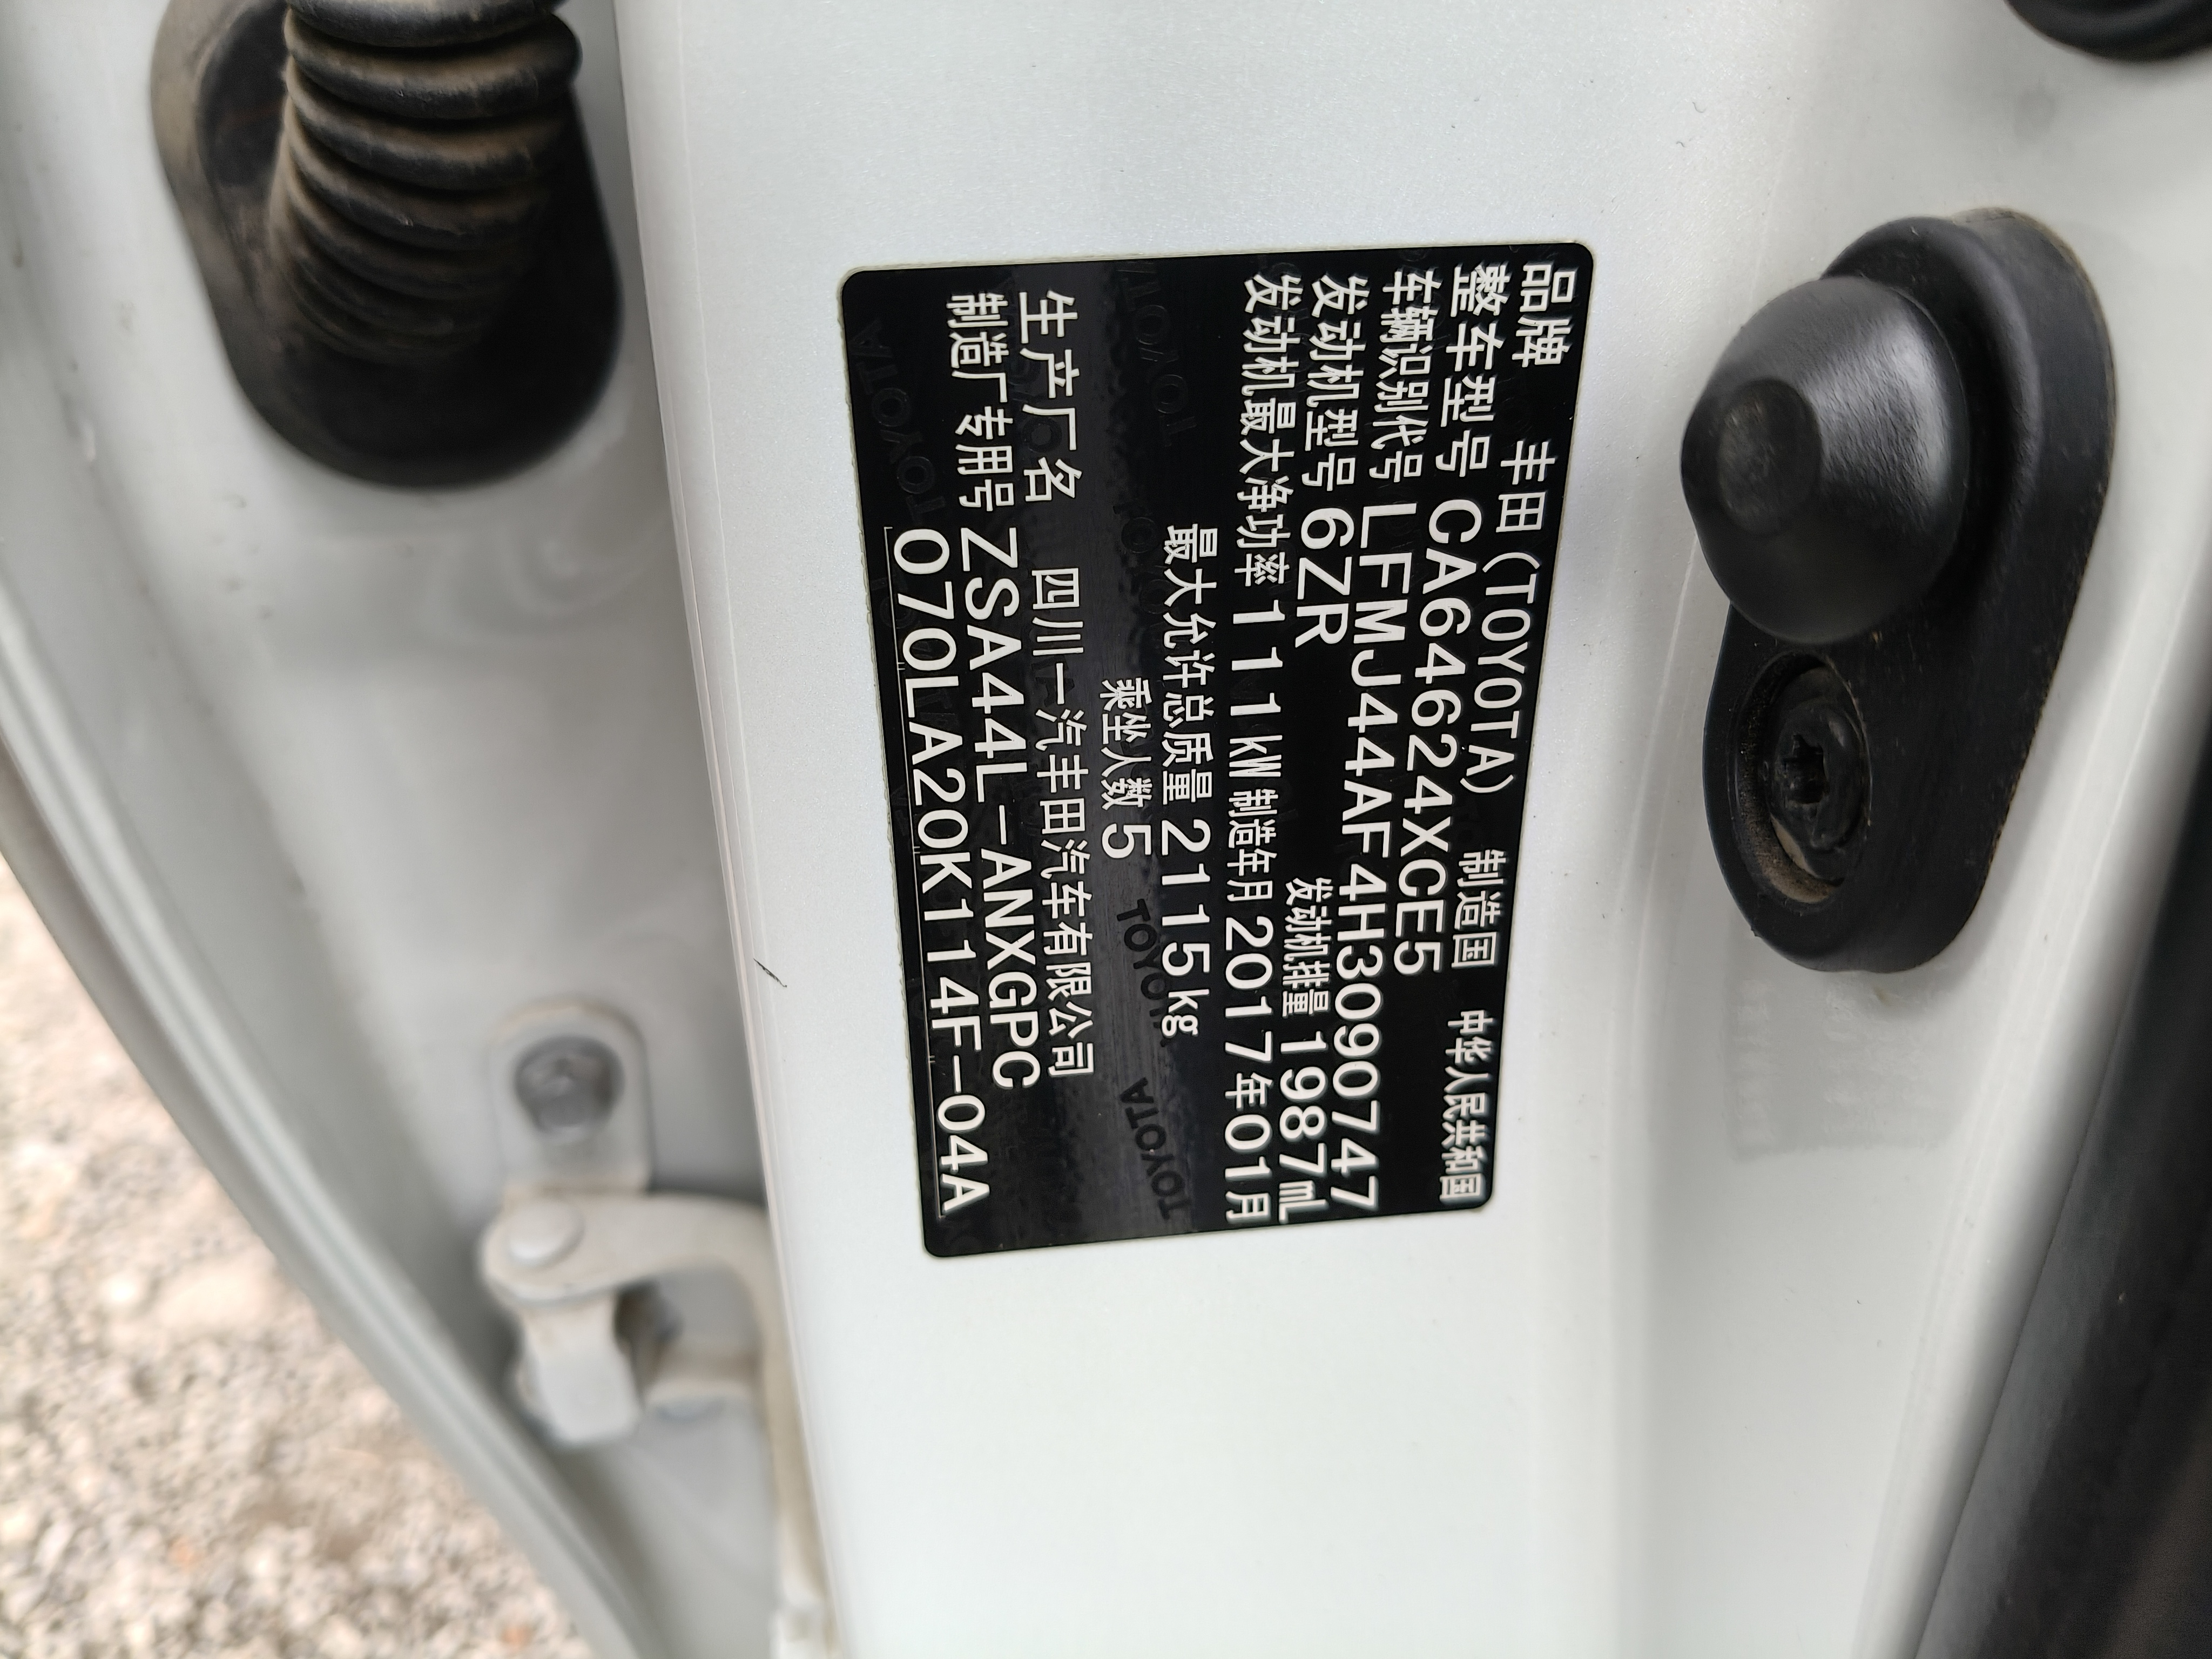 品牌 丰田(TOYOTA) 制造国 中华人民共和国
整车型号 CA64624XCE5
车辆识别代号 LFMJ44AF4H3090747
发动机型号 6ZR 发动机排量 1987mL
发动机最大净功率 111kW 制造年月 2017年01月
最大允许总质量 2115kg
乘坐人数 5
生产厂名 四川一汽丰田汽车有限公司
制造厂专用号 ZSA44L-ANXGPC
070LA20K114F-04A
TOYOTA
TOYOTA
TOYOTA
TOYOTA